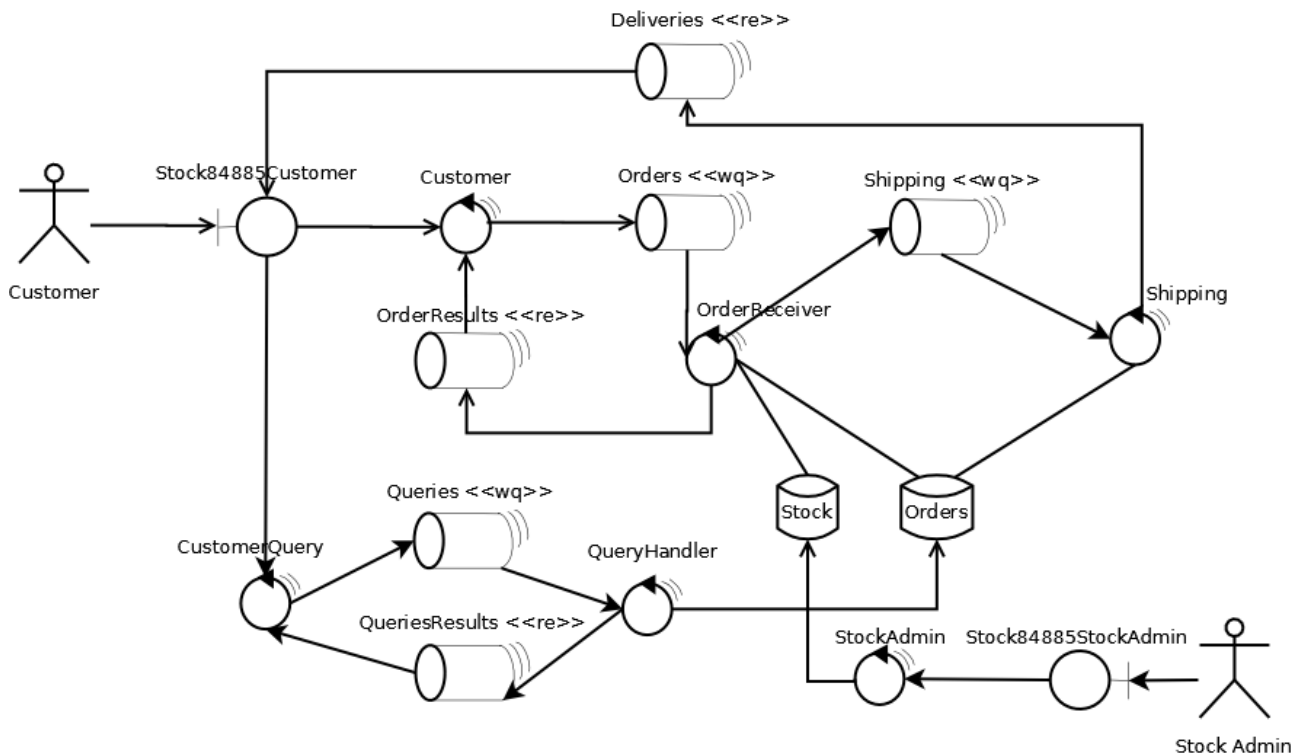 Deliveries <<re>>
Stock84885Customer
Customer
Orders <<wq>>
Shipping <<wq>>
Customer
OrderResults <<re>>
OrderReceiver
Shipping
Queries <<wq>>
Stock
Orders
CustomerQuery
QueryHandler
QueriesResults <<re>>
StockAdmin
Stock84885StockAdmin
Stock Admin